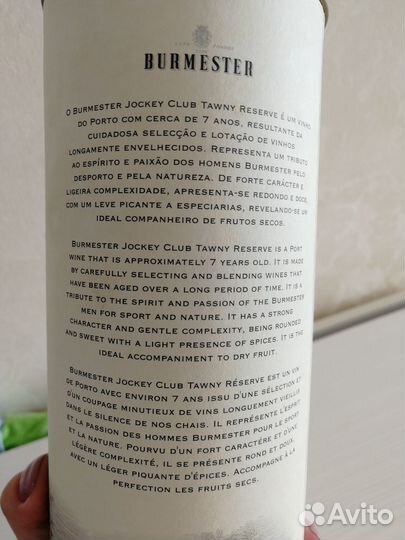 BURMESTER
O BURMESTER JOCKEY CLUB TAWNY RESERVE É UM VINHO
DO PORTO COM CERCA DE 7 ANOS, RESULTANTE DA
CUIDADOSA SELECÇÃO E LOTAÇÃO DE VINHOS
LONGAMENTE ENVELHECIDOS. REPRESENTA UM TRIBUTO
AO ESPÍRITO E PAIXÃO DOS HOMENS BURMESTER PELO
DESPORTO E PELA NATUREZA. DE FORTE CARÁCTER E
LIGEIRA COMPLEXIDADE, APRESENTA-SE REDONDO E DOCE,
COM UM LEVE PICANTE A ESPECIARIAS, REVELANDO-SE UM
IDEAL COMPANHEIRO DE FRUTOS SECOS.
BURMESTER JOCKEY CLUB TAWNY RESERVE IS A PORT
WINE THAT IS APPROXIMATELY 7 YEARS OLD. IT IS MADE
BY CAREFULLY SELECTING AND BLENDING WINES THAT
HAVE BEEN AGED OVER A LONG PERIOD OF TIME. IT IS A
TRIBUTE TO THE SPIRIT AND PASSION OF THE BURMESTER
MEN FOR SPORT AND NATURE. IT HAS A STRONG
CHARACTER AND GENTLE COMPLEXITY, BEING ROUNDED
AND SWEET WITH A LIGHT PRESENCE OF SPICES. IT IS THE
IDEAL ACCOMPANIMENT TO DRY FRUIT.
BURMESTER JOCKEY CLUB TAWNY RÉSERVE EST UN VIN
DE PORTO AVEC ENVIRON 7 ANS ISSU D'UNE SÉLECTION ET
D'UN COUPAGE MINUTIEUX DE VINS LONGUEMENT VIEILLIS
DANS LE SILENCE DE NOS CHAIS. IL REPRÉSENTE L'ESPRIT
ET LA PASSION DES HOMMES BURMESTER POUR LE SPORT
ET LA NATURE. POURVU D'UN FORT CARACTÉRE ET D'UNE
LÉGÈRE COMPLEXITÉ, IL SE PRÉSENTE ROND ET DOUX,
AVEC UN LÉGER PIQUANTE D'ÉPICES. ACCOMPAGNE À LA
PERFECTION LES FRUITS SECS.
Avito